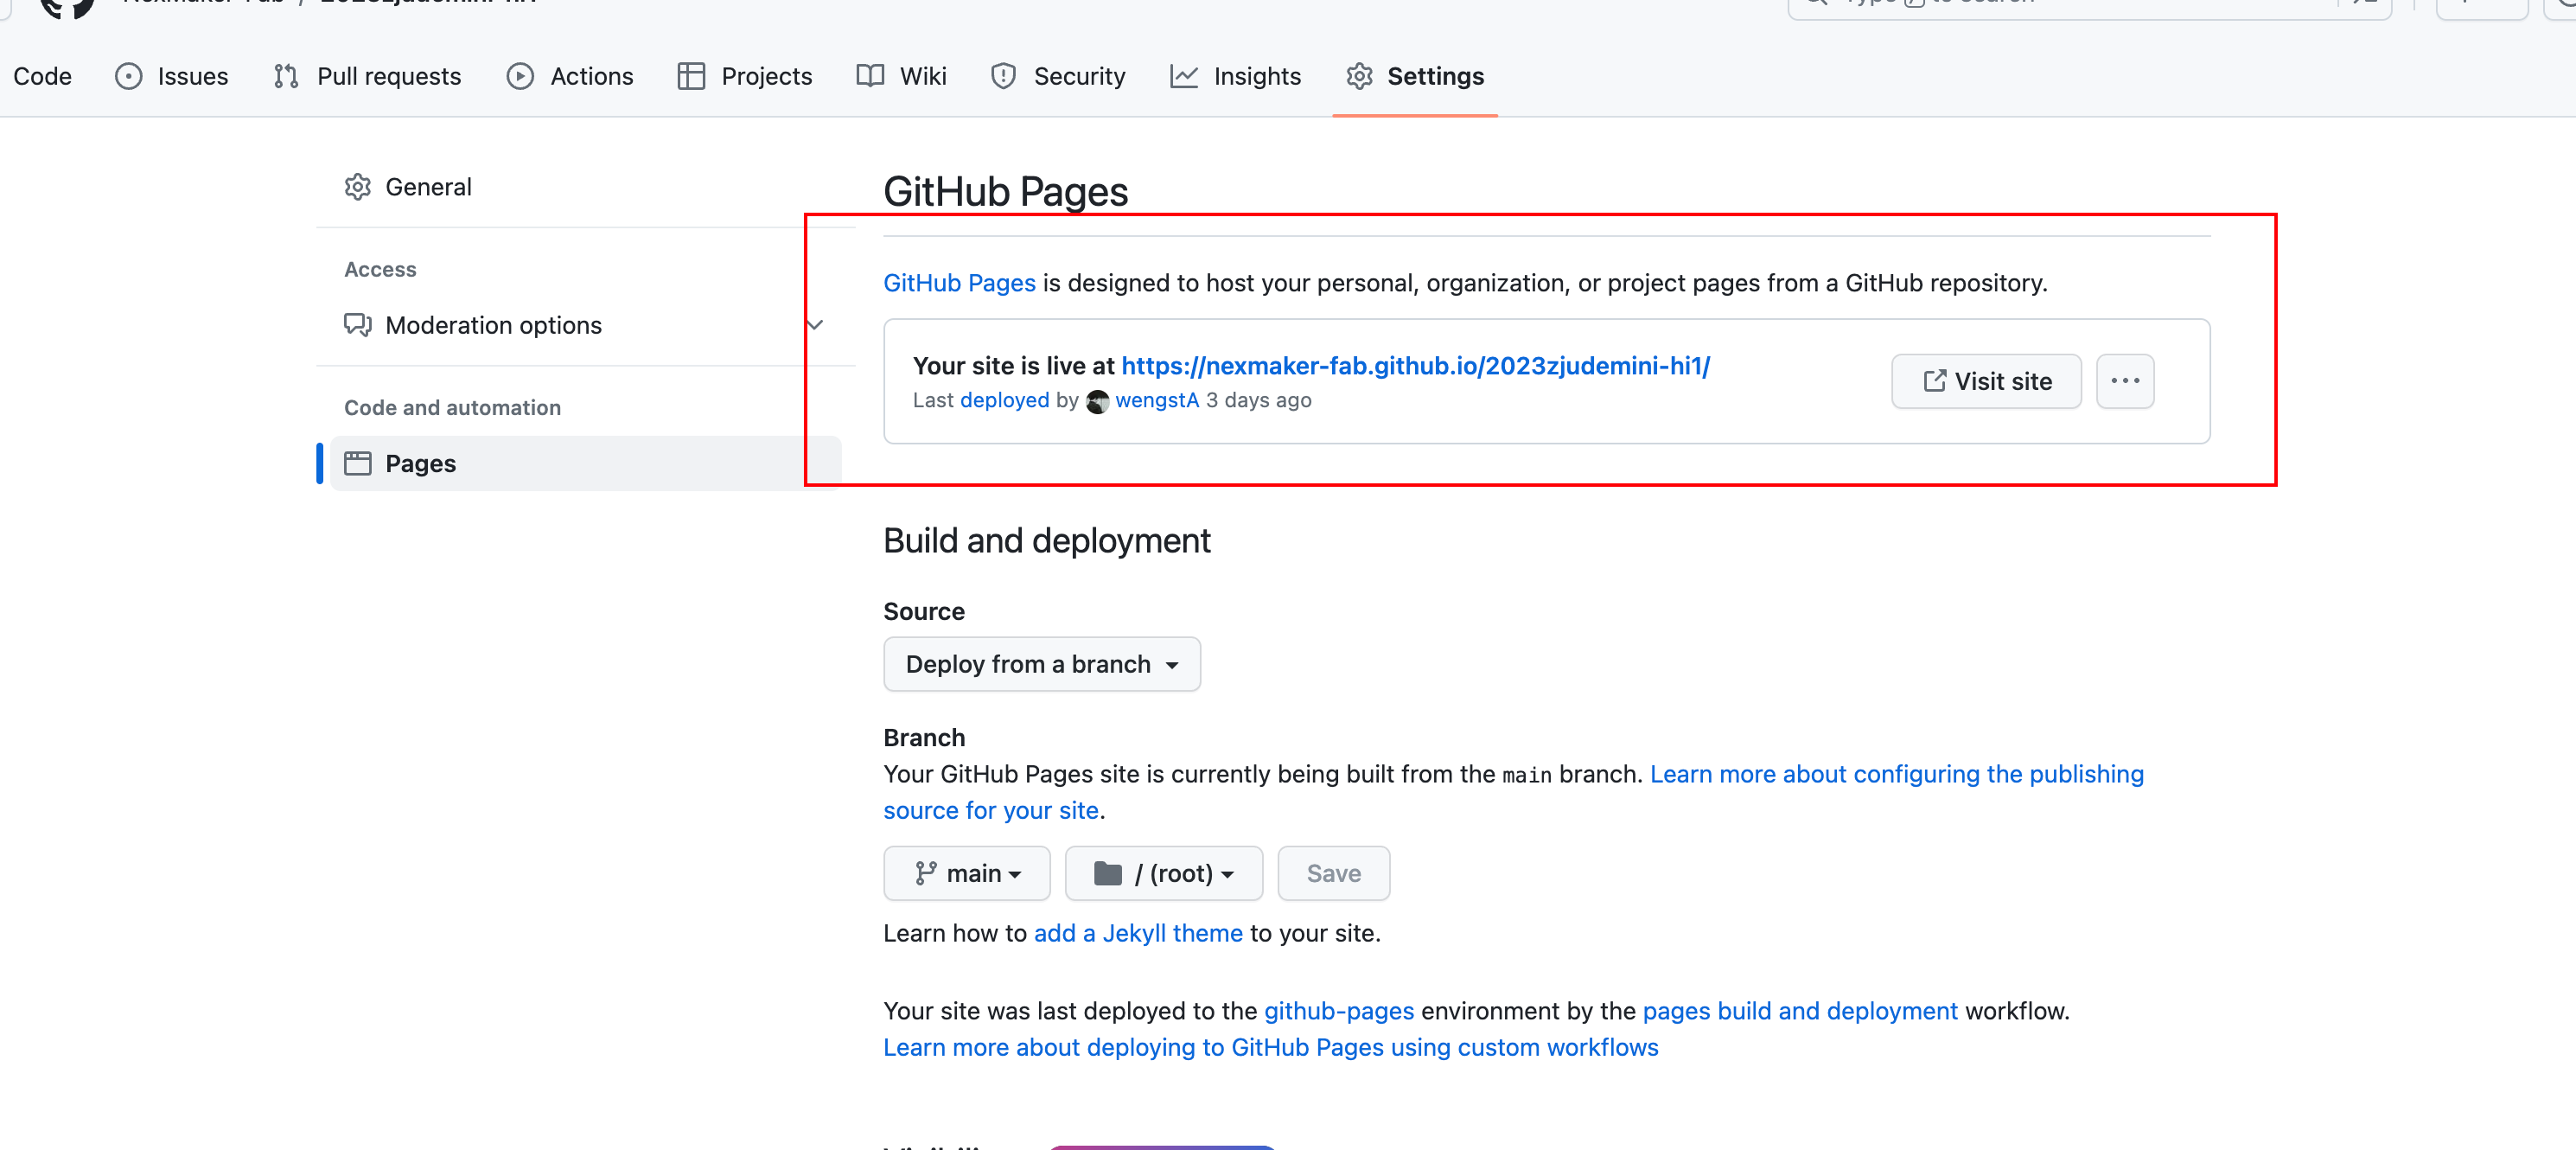 Code Issues Pull requests Actions Projects Wiki Security Insights Settings
General
Access
Moderation options
Code and automation
Pages
GitHub Pages
GitHub Pages is designed to host your personal, organization, or project pages from a GitHub repository.
Your site is live at https://nexmaker-fab.github.io/2023zjudemini-hi1/
Last deployed by wengstA 3 days ago
Visit site
Build and deployment
Source
Deploy from a branch
Branch
Your GitHub Pages site is currently being built from the main branch. Learn more about configuring the publishing
source for your site.
main / (root) Save
Learn how to add a Jekyll theme to your site.
Your site was last deployed to the github-pages environment by the pages build and deployment workflow.
Learn more about deploying to GitHub Pages using custom workflows